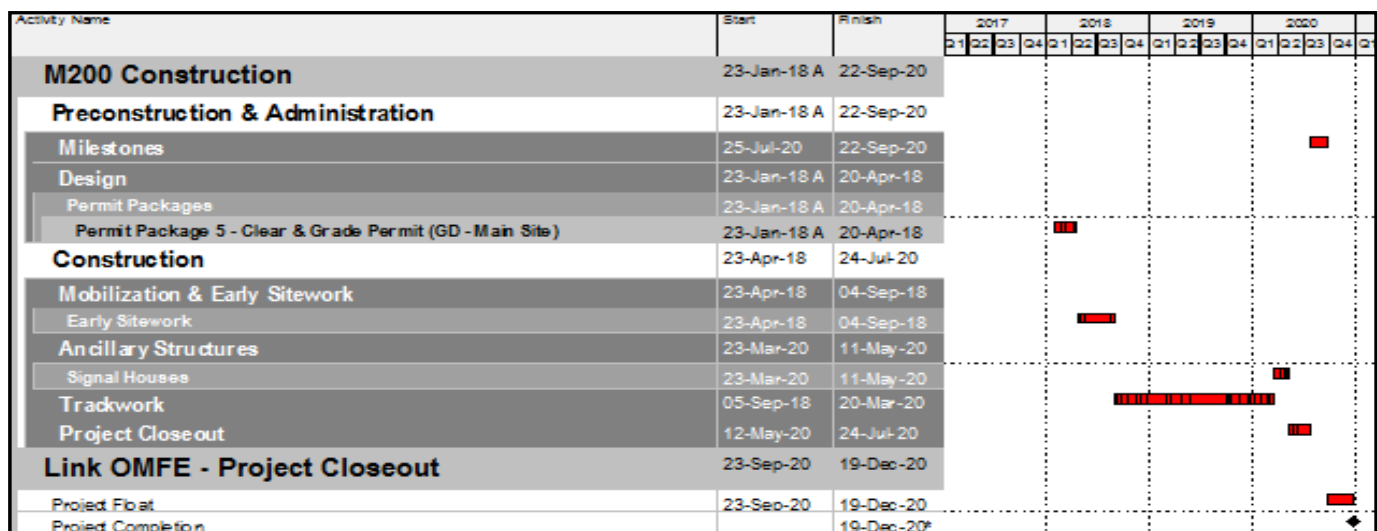 Activity Name Start Finish 2017 2018 2019 2020
Q1 Q2 Q3 Q4 Q1 Q2 Q3 Q4 Q1 Q2 Q3 Q4 Q1 Q2 Q3 Q4 Q1
M200 Construction 23-Jan-18 A 22-Sep-20
Preconstruction & Administration 23-Jan-18 A 22-Sep-20
Milestones 25-Jul-20 22-Sep-20
Design 23-Jan-18 A 20-Apr-18
Permit Packages 23-Jan-18 A 20-Apr-18
Permit Package 5 - Clear & Grade Permit (GD - Main Site) 23-Jan-18 A 20-Apr-18
Construction 23-Apr-18 24-Jul-20
Mobilization & Early Sitework 23-Apr-18 04-Sep-18
Early Sitework 23-Apr-18 04-Sep-18
Ancillary Structures 23-Mar-20 11-May-20
Signal Houses 23-Mar-20 11-May-20
Trackwork 05-Sep-18 20-Mar-20
Project Closeout 12-May-20 24-Jul-20
Link OMFE - Project Closeout 23-Sep-20 19-Dec-20
Project Float 23-Sep-20 19-Dec-20
Project Completion 19-Dec-20*